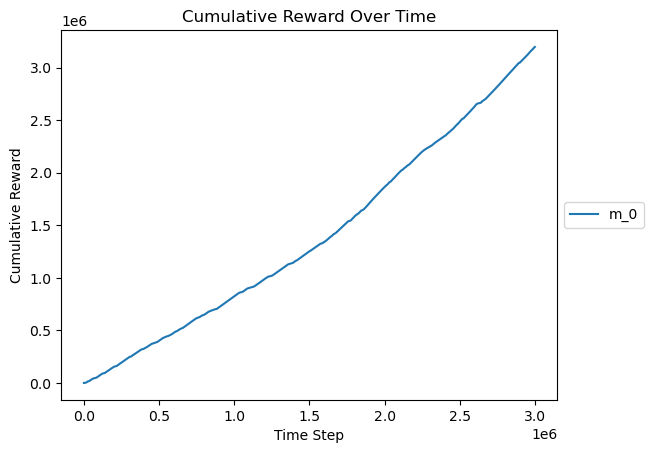 Cumulative Reward Over Time
1e6
3.0
2.5
2.0
1.5
1.0
0.5
0.0
Cumulative Reward
m_0
0.0 0.5 1.0 1.5 2.0 2.5 3.0
Time Step
1e6